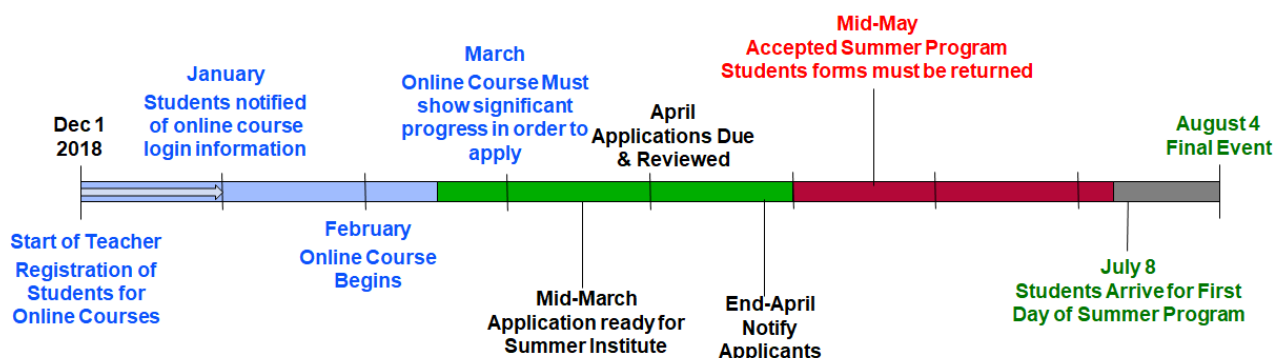 Dec 1
2018
Start of Teacher
Registration of
Students for
Online Courses
January
Students notified
of online course
login information
February
Online Course
Begins
March
Online Course Must
show significant
progress in order to
apply
Mid-March
Application ready for
Summer Institute
April
Applications Due
& Reviewed
End-April
Notify
Applicants
Mid-May
Accepted Summer Program
Students forms must be returned
July 8
Students Arrive for First
Day of Summer Program
August 4
Final Event